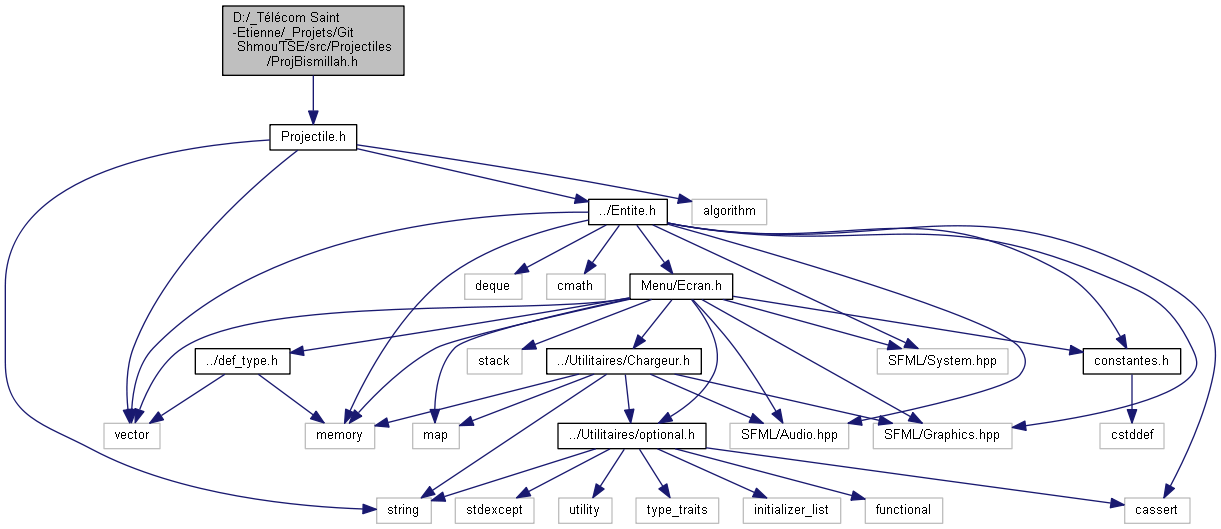 D:/_Télécom Saint
-Etienne/_Projets/Git
ShmouTSE/src/Projectiles
/ProjBismillah.h
Projectile.h
../Entite.h
algorithm
deque
cmath
Menu/Ecran.h
../def_type.h
stack
../Utilitaires/Chargeur.h
SFML/System.hpp
constantes.h
vector
memory
map
../Utilitaires/optional.h
SFML/Audio.hpp
SFML/Graphics.hpp
cstddef
string
stdexcept
utility
type_traits
initializer_list
functional
cassert